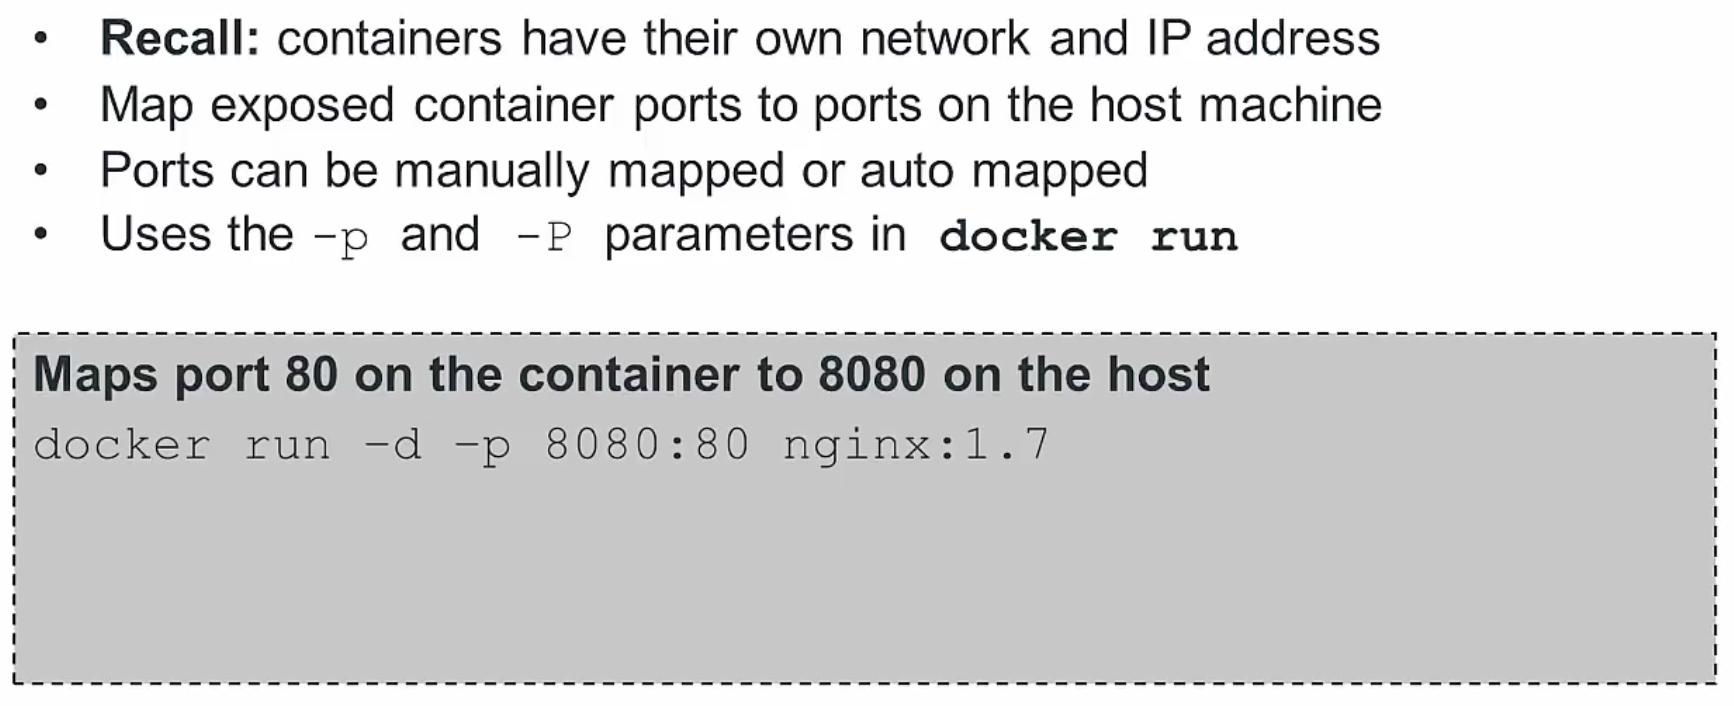 • Recall: containers have their own network and IP address
• Map exposed container ports to ports on the host machine
• Ports can be manually mapped or auto mapped
• Uses the –p and –P parameters in docker run
Maps port 80 on the container to 8080 on the host
docker run –d –p 8080:80 nginx:1.7